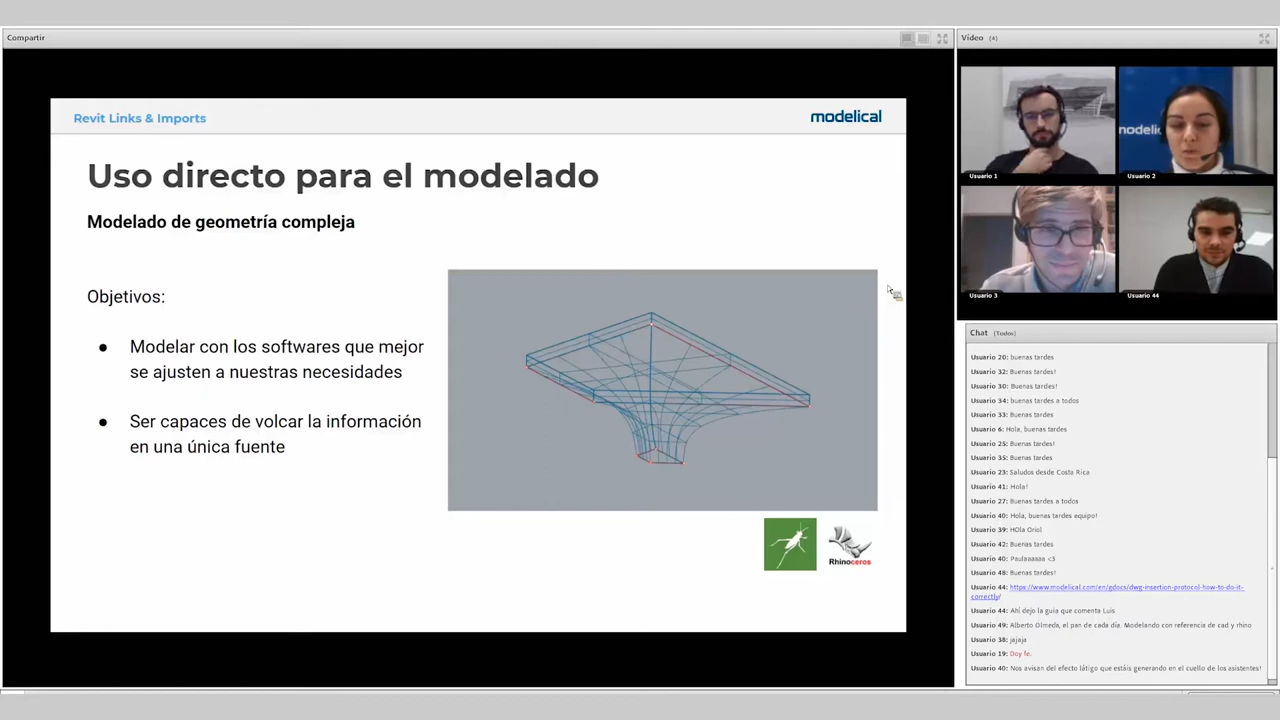 Compartir
Revit Links & Imports
modelical
Uso directo para el modelado
Modelado de geometría compleja
Objetivos:
● Modelar con los softwares que mejor
se ajusten a nuestras necesidades
● Ser capaces de volcar la información
en una única fuente
Rhinoceros
Vídeo (4)
Usuario 1
nodelic
Usuario 2
Usuario 3
Usuario 44
Chat (Todos)
Usuario 20: buenas tardes
Usuario 32: Buenas tardes!
Usuario 30: Buenas tardes!
Usuario 34: buenas tardes a todos
Usuario 33: Buenas tardes
Usuario 6: Hola, buenas tardes
Usuario 25: Buenas tardes!
Usuario 35: Buenas tardes
Usuario 23: Saludos desde Costa Rica
Usuario 41: Hola!
Usuario 27: Buenas tardes a todos
Usuario 40: Hola, buenas tardes equipo!
Usuario 39: HOla Oriol
Usuario 42: Buenas tardes
Usuario 40: Paulaaaaaa <3
Usuario 48: Buenas tardes!
Usuario 44: https://www.modelical.com/en/gdocs/dwg-insertion-protocol-how-to-do-it-
correctly/
Usuario 44: Ahí dejo la guia que comenta Luis
Usuario 49: Alberto Olmeda, el pan de cada día. Modelando con referencia de cad y rhino
Usuario 38: jajaja
Usuario 19: Doy fe.
Usuario 40: Nos avisan del efecto látigo que estáis generando en el cuello de los asistentes!